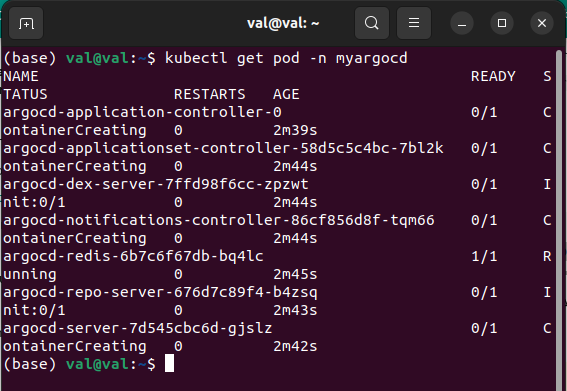 val@val: ~
(base) val@val:~$ kubectl get pod -n myargocd
NAME READY S
TATUS RESTARTS AGE
argocd-application-controller-0 0/1 C
ontainerCreating 0 2m39s
argocd-applicationset-controller-58d5c5c4bc-7bl2k 0/1 C
ontainerCreating 0 2m44s
argocd-dex-server-7ffd98f6cc-zpzwt 0/1 I
nit:0/1 0 2m44s
argocd-notifications-controller-86cf856d8f-tqm66 0/1 C
ontainerCreating 0 2m44s
argocd-redis-6b7c6f67db-bq4lc 1/1 R
unning 0 2m45s
argocd-repo-server-676d7c89f4-b4zsq 0/1 I
nit:0/1 0 2m43s
argocd-server-7d545cbc6d-gjslz 0/1 C
ontainerCreating 0 2m42s
(base) val@val:~$